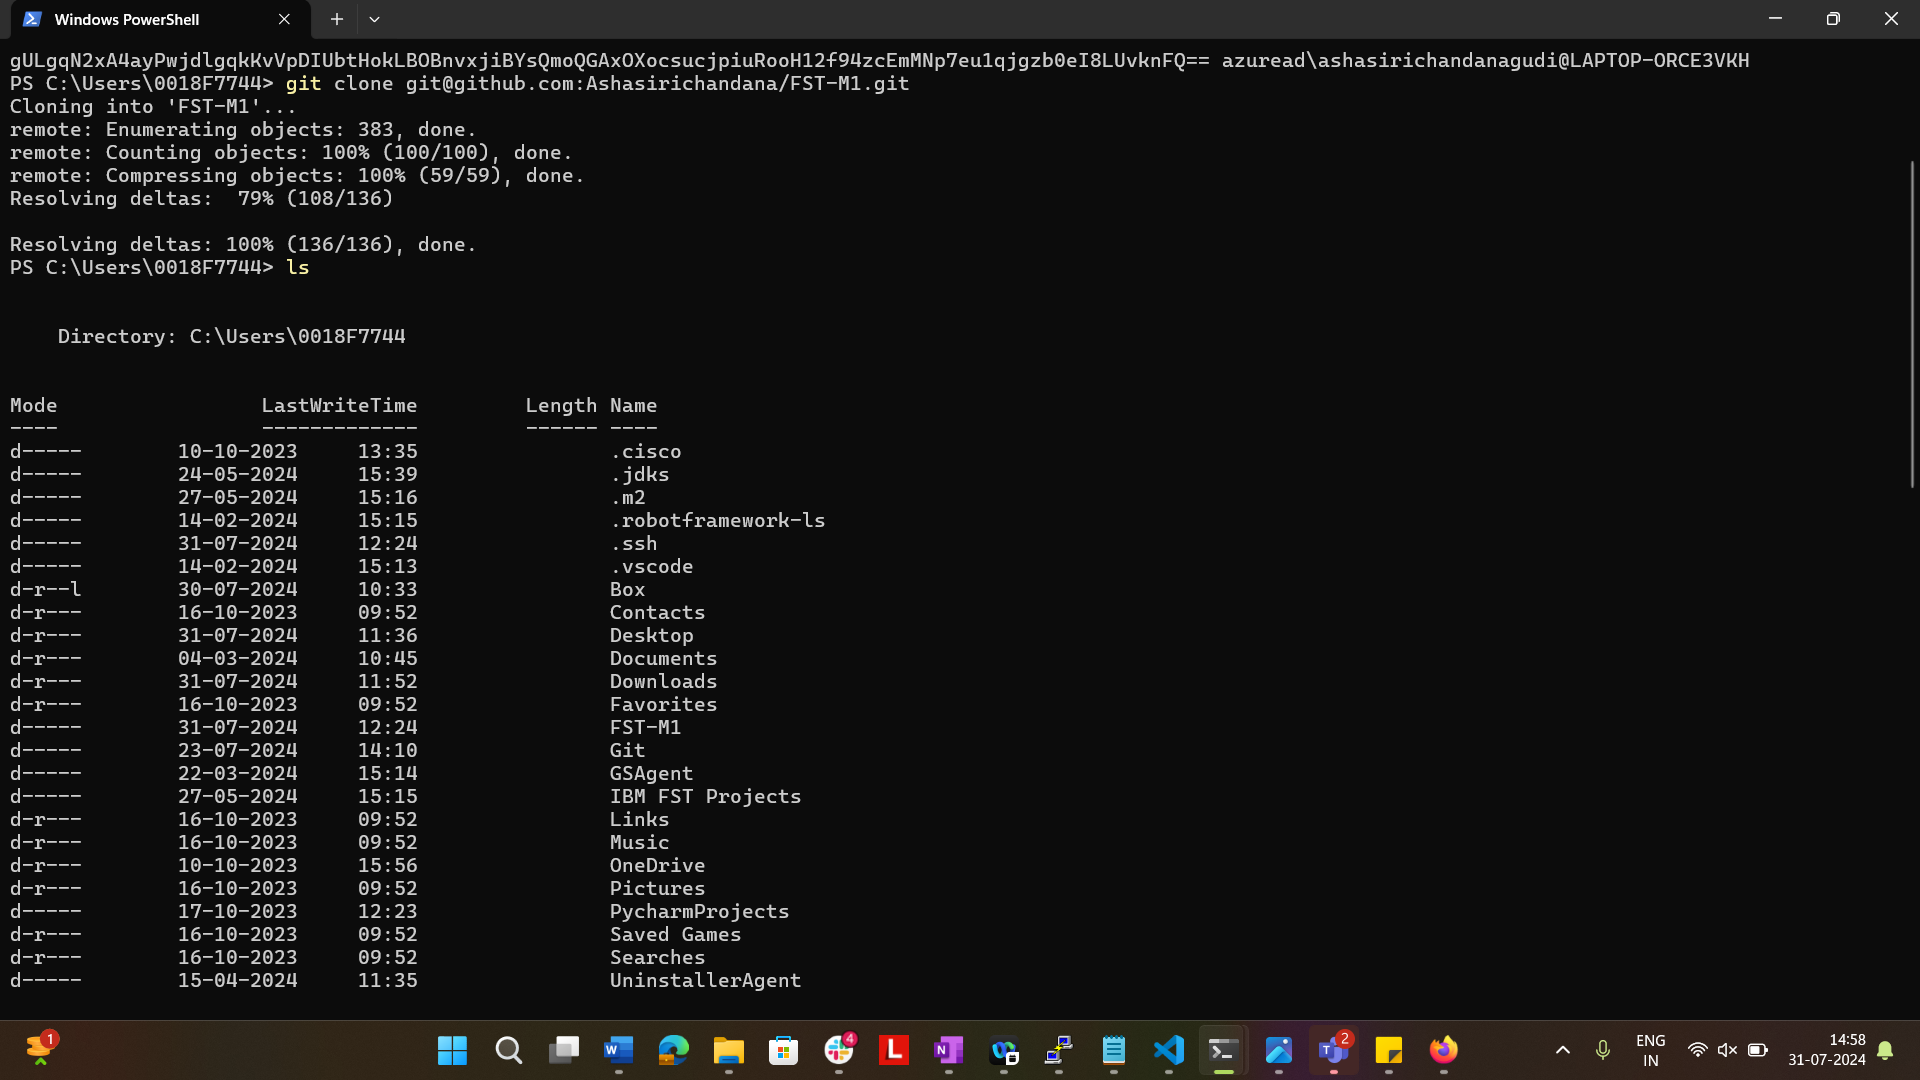 Windows PowerShell
gULgqN2xA4ayPwjdlgqkKvVpDIUbtHokLBOBnvxjiBYsQmoQGAxOXocsucjpiuRooH12f94zcEmMNp7eu1qjgzb0eI8LUvknFQ== azuread\ashasirichandanagudi@LAPTOP-ORCE3VKH
PS C:\Users\0018F7744> git clone git@github.com:Ashasirichandana/FST-M1.git
Cloning into 'FST-M1'...
remote: Enumerating objects: 383, done.
remote: Counting objects: 100% (100/100), done.
remote: Compressing objects: 100% (59/59), done.
Resolving deltas:  79% (108/136)
Resolving deltas: 100% (136/136), done.
PS C:\Users\0018F7744> ls
Directory: C:\Users\0018F7744
Mode                 LastWriteTime         Length Name
----                 -------------         ------ ----
d-----        10-10-2023     13:35                .cisco
d-----        24-05-2024     15:39                .jdks
d-----        27-05-2024     15:16                .m2
d-----        14-02-2024     15:15                .robotframework-ls
d-----        31-07-2024     12:24                .ssh
d-----        14-02-2024     15:13                .vscode
d-r--l        30-07-2024     10:33                Box
d-r---        16-10-2023     09:52                Contacts
d-r---        31-07-2024     11:36                Desktop
d-r---        04-03-2024     10:45                Documents
d-r---        31-07-2024     11:52                Downloads
d-r---        16-10-2023     09:52                Favorites
d-----        31-07-2024     12:24                FST-M1
d-----        23-07-2024     14:10                Git
d-----        22-03-2024     15:14                GSAgent
d-----        27-05-2024     15:15                IBM FST Projects
d-r---        16-10-2023     09:52                Links
d-r---        16-10-2023     09:52                Music
d-r---        10-10-2023     15:56                OneDrive
d-r---        16-10-2023     09:52                Pictures
d-----        17-10-2023     12:23                PycharmProjects
d-r---        16-10-2023     09:52                Saved Games
d-r---        16-10-2023     09:52                Searches
d-----        15-04-2024     11:35                UninstallerAgent
1
W
4
L
N
T
2
ENG
IN
14:58
31-07-2024